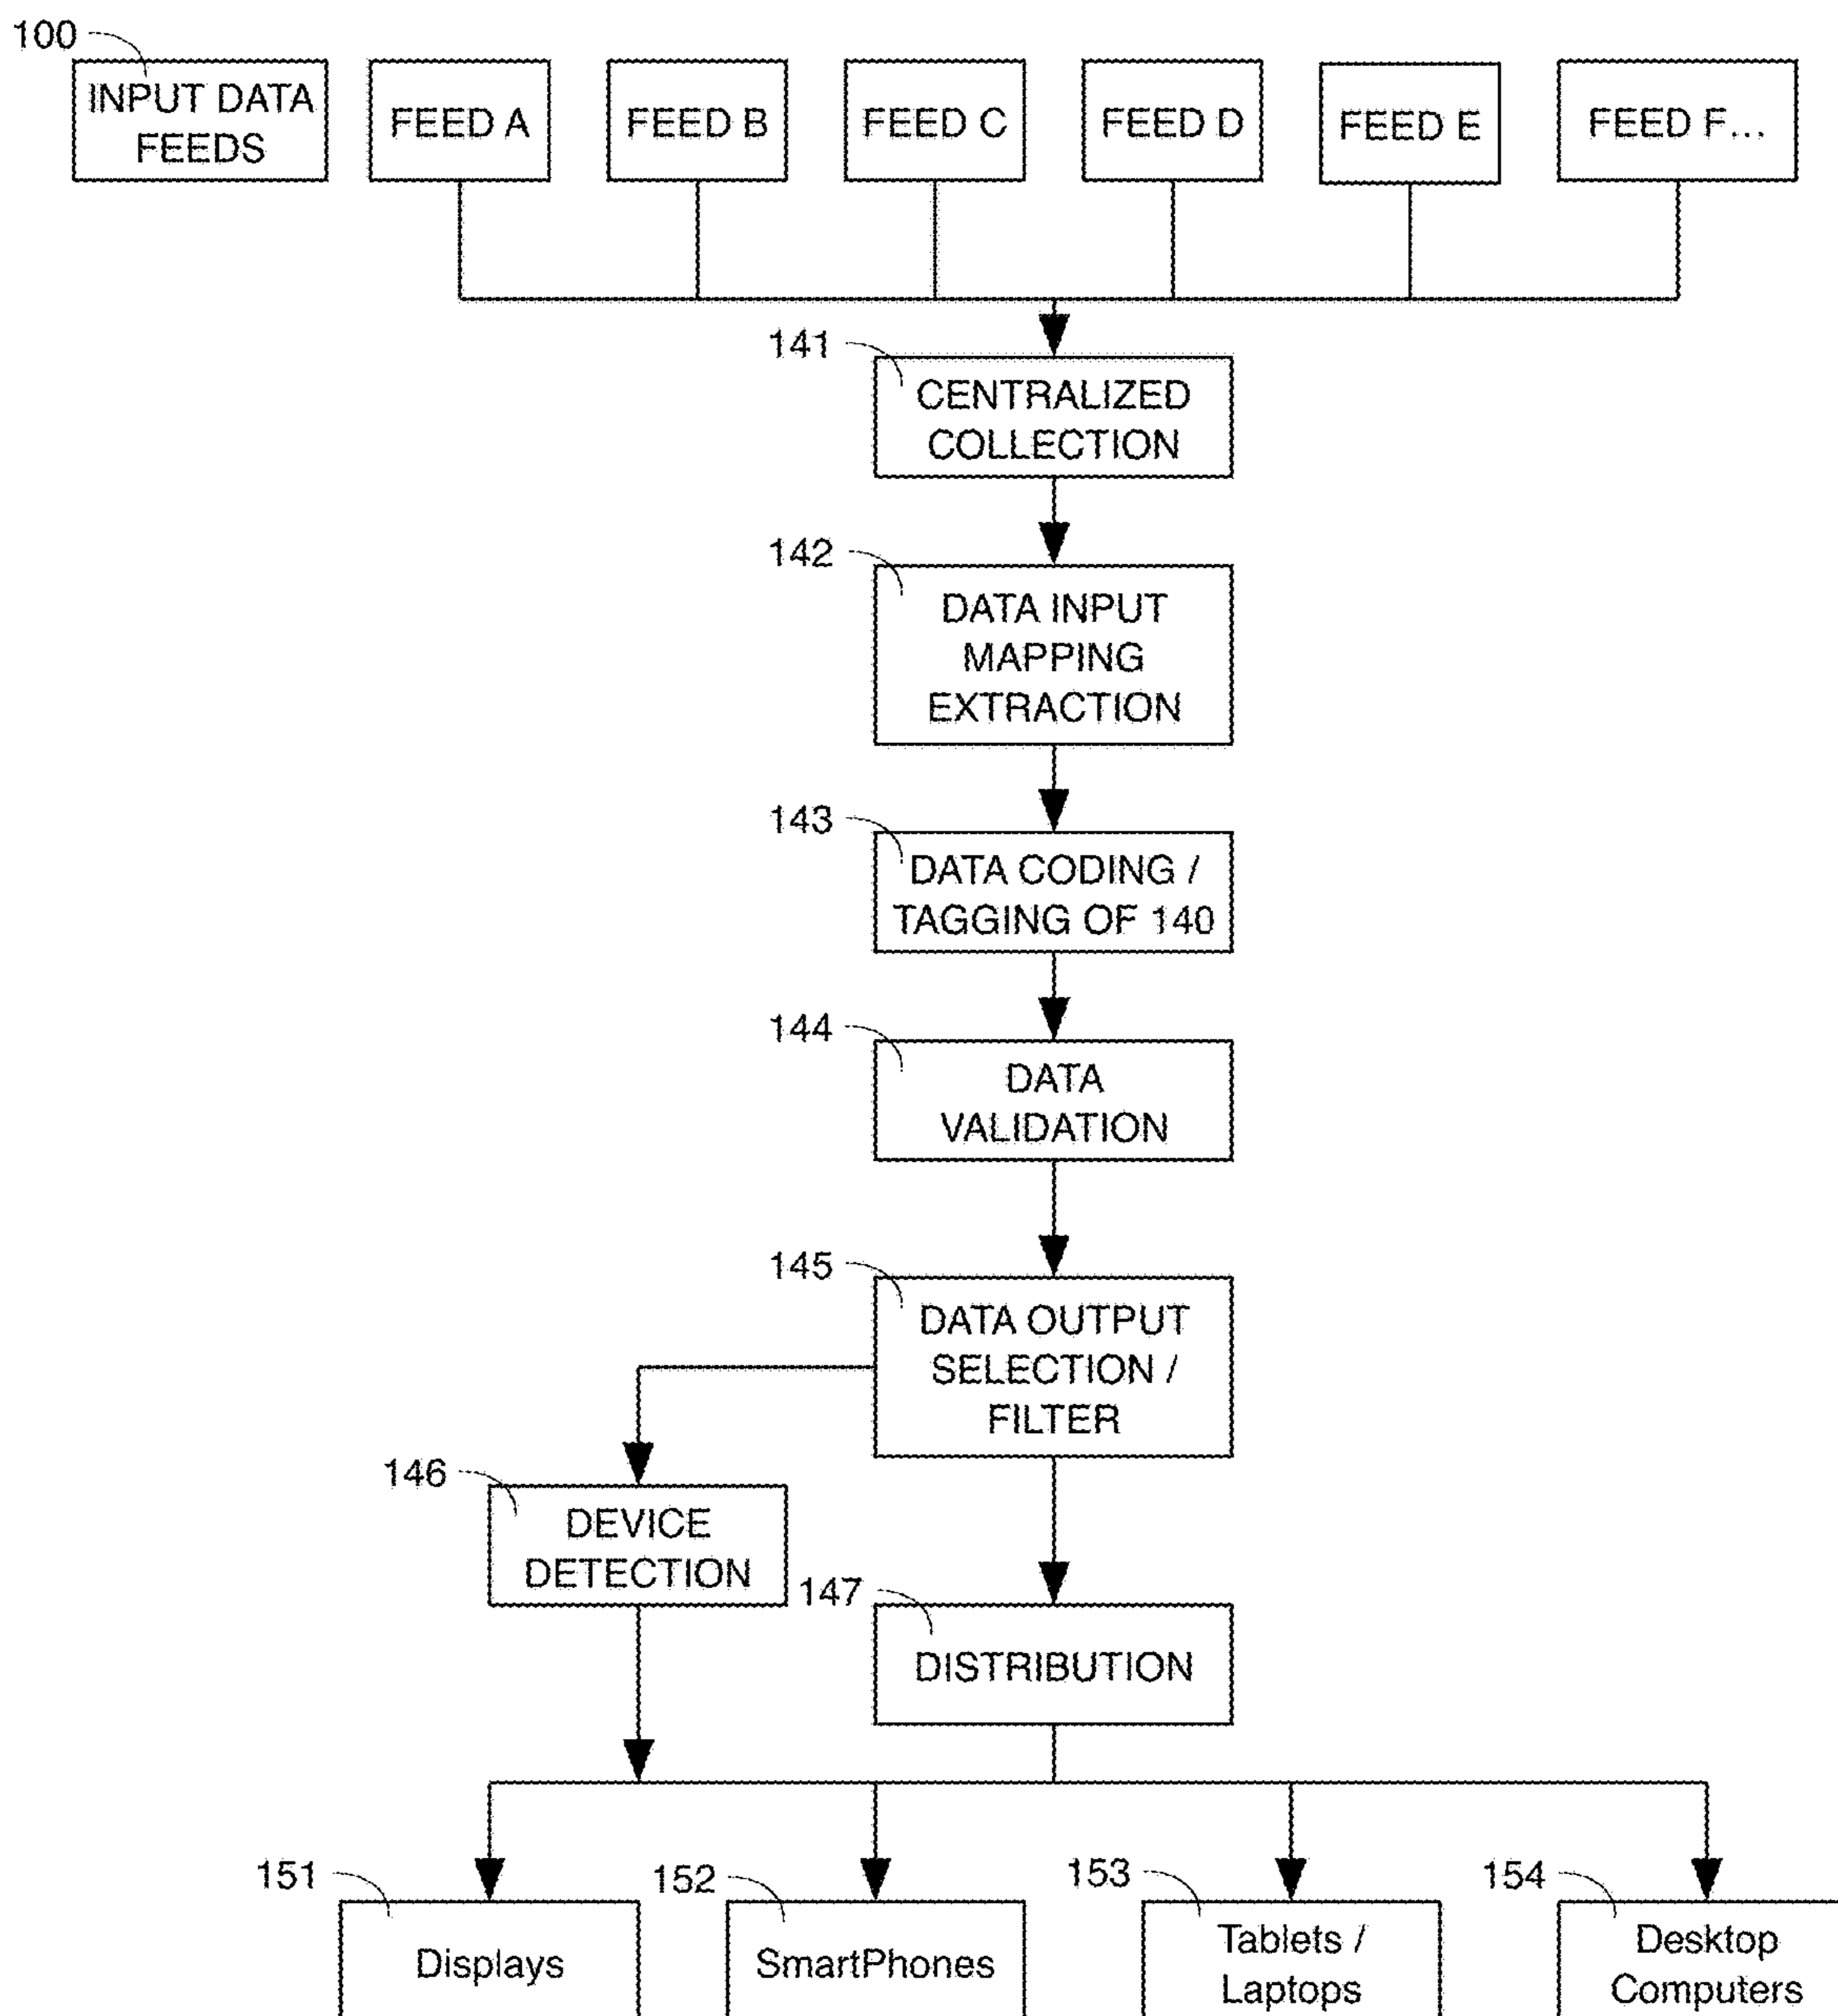 100
INPUT DATA
FEEDS
FEED A
FEED B
FEED C
FEED D
FEED E
FEED F...
141
CENTRALIZED
COLLECTION
142
DATA INPUT
MAPPING
EXTRACTION
143
DATA CODING /
TAGGING OF 140
144
DATA
VALIDATION
145
DATA OUTPUT
SELECTION /
FILTER
146
DEVICE
DETECTION
147
DISTRIBUTION
151
Displays
152
SmartPhones
153
Tablets /
Laptops
154
Desktop
Computers